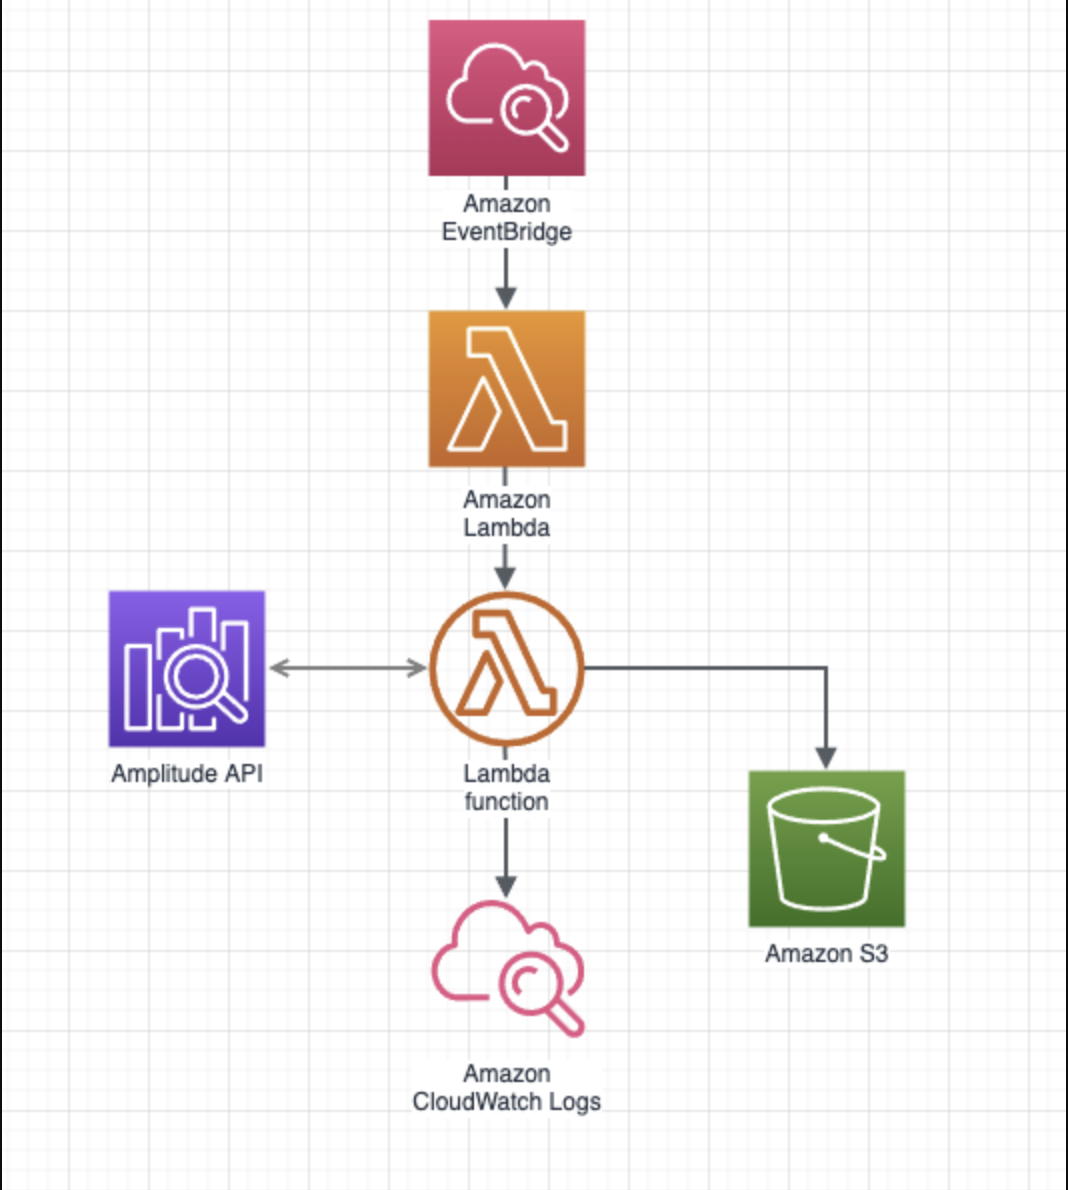 Amazon
EventBridge
Amazon
Lambda
Amplitude API
Lambda
function
Amazon S3
Amazon
CloudWatch Logs